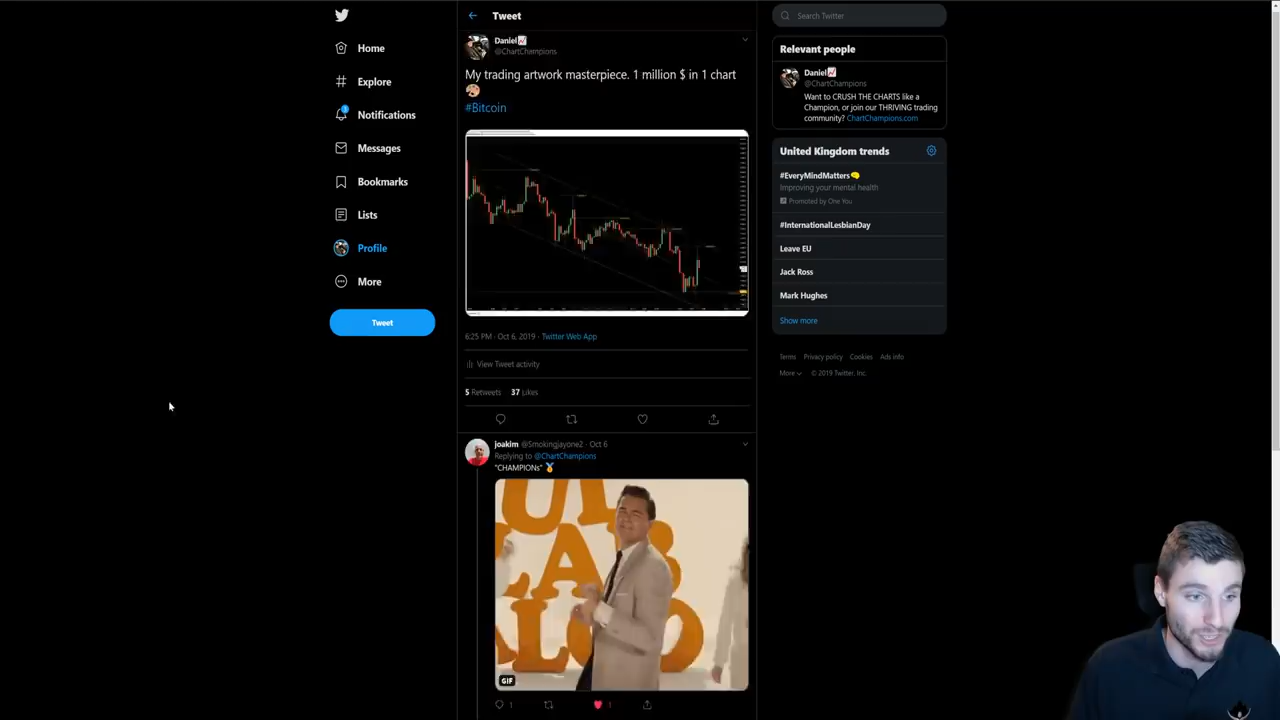 Home
Explore
Notifications
Messages
Bookmarks
Lists
Profile
More
Tweet
Tweet
Daniel📈
@ChartChampions
My trading artwork masterpiece. 1 million $ in 1 chart
🎨
#Bitcoin
6:25 PM · Oct 6, 2019 · Twitter Web App
View Tweet activity
5 Retweets 37 Likes
joakim @Smokingjayone2 · Oct 6
Replying to @ChartChampions
"CHAMPIONs" 🏅
GIF
1
1
Search Twitter
Relevant people
Daniel📈
@ChartChampions
Want to CRUSH THE CHARTS like a
Champion, or join our THRIVING trading
community? ChartChampions.com
United Kingdom trends
#EveryMindMatters🧠
Improving your mental health
Promoted by One You
#InternationalLesbianDay
Leave EU
Jack Ross
Mark Hughes
Show more
Terms Privacy policy Cookies Ads info
More © 2019 Twitter, Inc.